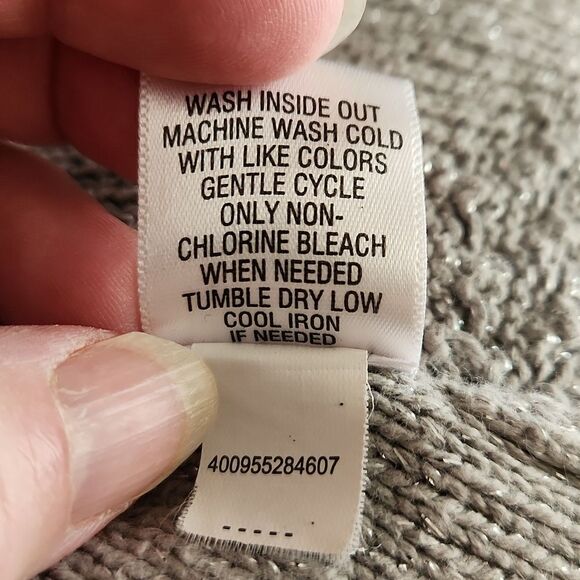 WASH INSIDE OUT
MACHINE WASH COLD
WITH LIKE COLORS
GENTLE CYCLE
ONLY NON-
CHLORINE BLEACH
WHEN NEEDED
TUMBLE DRY LOW
COOL IRON
IF NEEDED
400955284607
-----